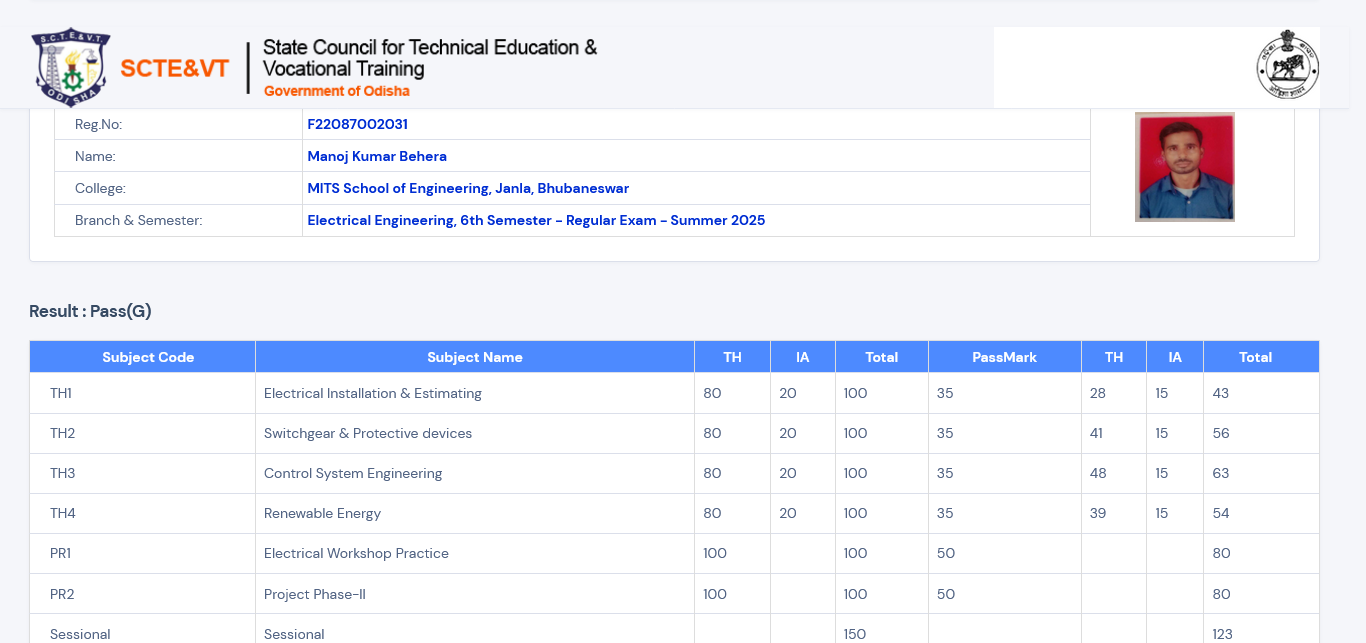 S.C.T.E.&V.T.
ODISHA
SCTE&VT
State Council for Technical Education &
Vocational Training
Government of Odisha
Reg.No: F22087002031
Name: Manoj Kumar Behera
College: MITS School of Engineering, Janla, Bhubaneswar
Branch & Semester: Electrical Engineering, 6th Semester - Regular Exam - Summer 2025
Result : Pass(G)
Subject Code Subject Name TH IA Total PassMark TH IA Total
TH1 Electrical Installation & Estimating 80 20 100 35 28 15 43
TH2 Switchgear & Protective devices 80 20 100 35 41 15 56
TH3 Control System Engineering 80 20 100 35 48 15 63
TH4 Renewable Energy 80 20 100 35 39 15 54
PR1 Electrical Workshop Practice 100 100 50 80
PR2 Project Phase-II 100 100 50 80
Sessional Sessional 150 123